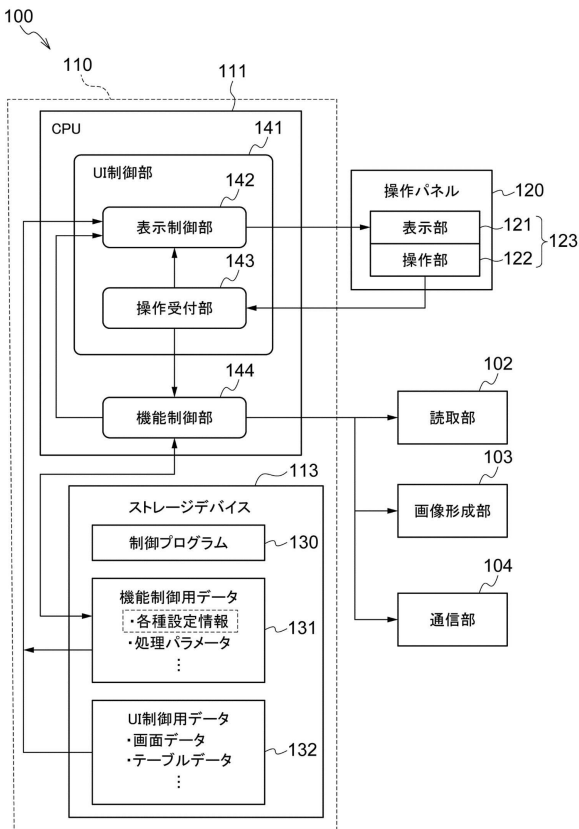 100
110
111
CPU
141
UI制御部
142
表示制御部
143
操作受付部
144
機能制御部
操作パネル
120
表示部
121
操作部
122
123
102
読取部
103
画像形成部
104
通信部
113
ストレージデバイス
制御プログラム
130
機能制御用データ
・各種設定情報
・処理パラメータ
⋮
131
UI制御用データ
・画面データ
・テーブルデータ
⋮
132